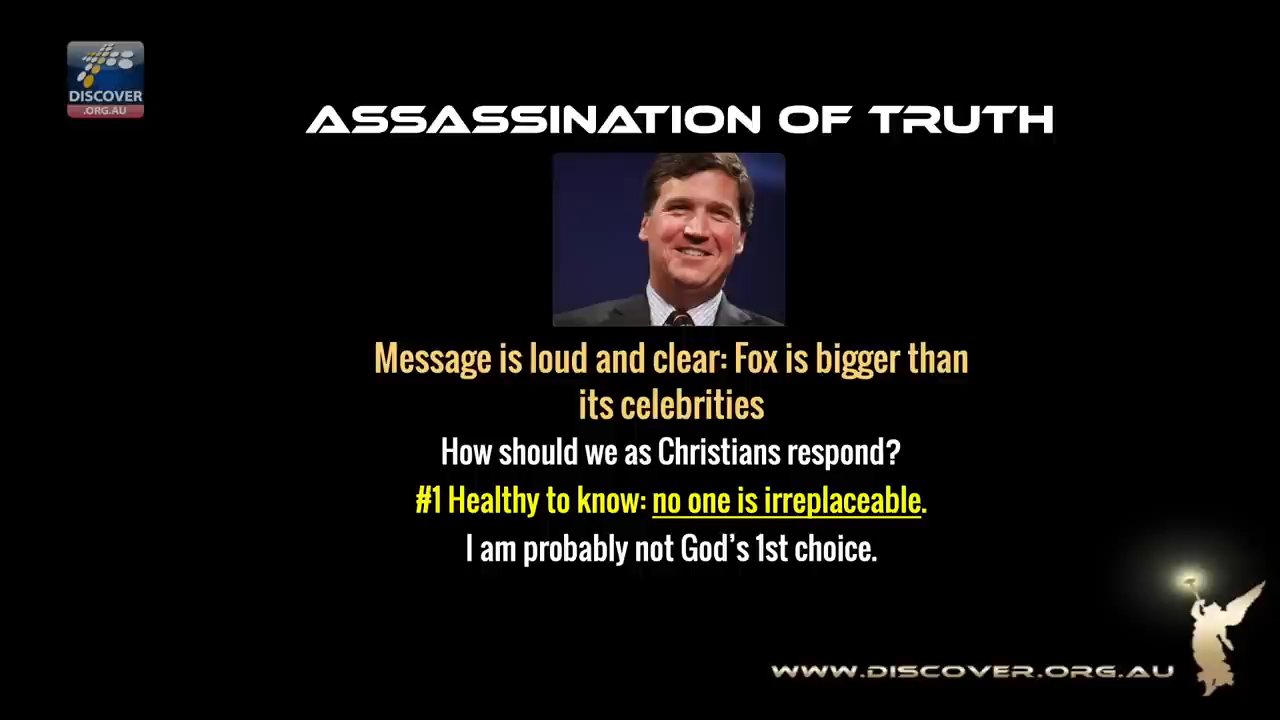 DISCOVER
.ORG.AU
ASSASSINATION OF TRUTH
Message is loud and clear: Fox is bigger than
its celebrities
How should we as Christians respond?
#1 Healthy to know: no one is irreplaceable.
I am probably not God’s 1st choice.
WWW.DISCOVER.ORG.AU